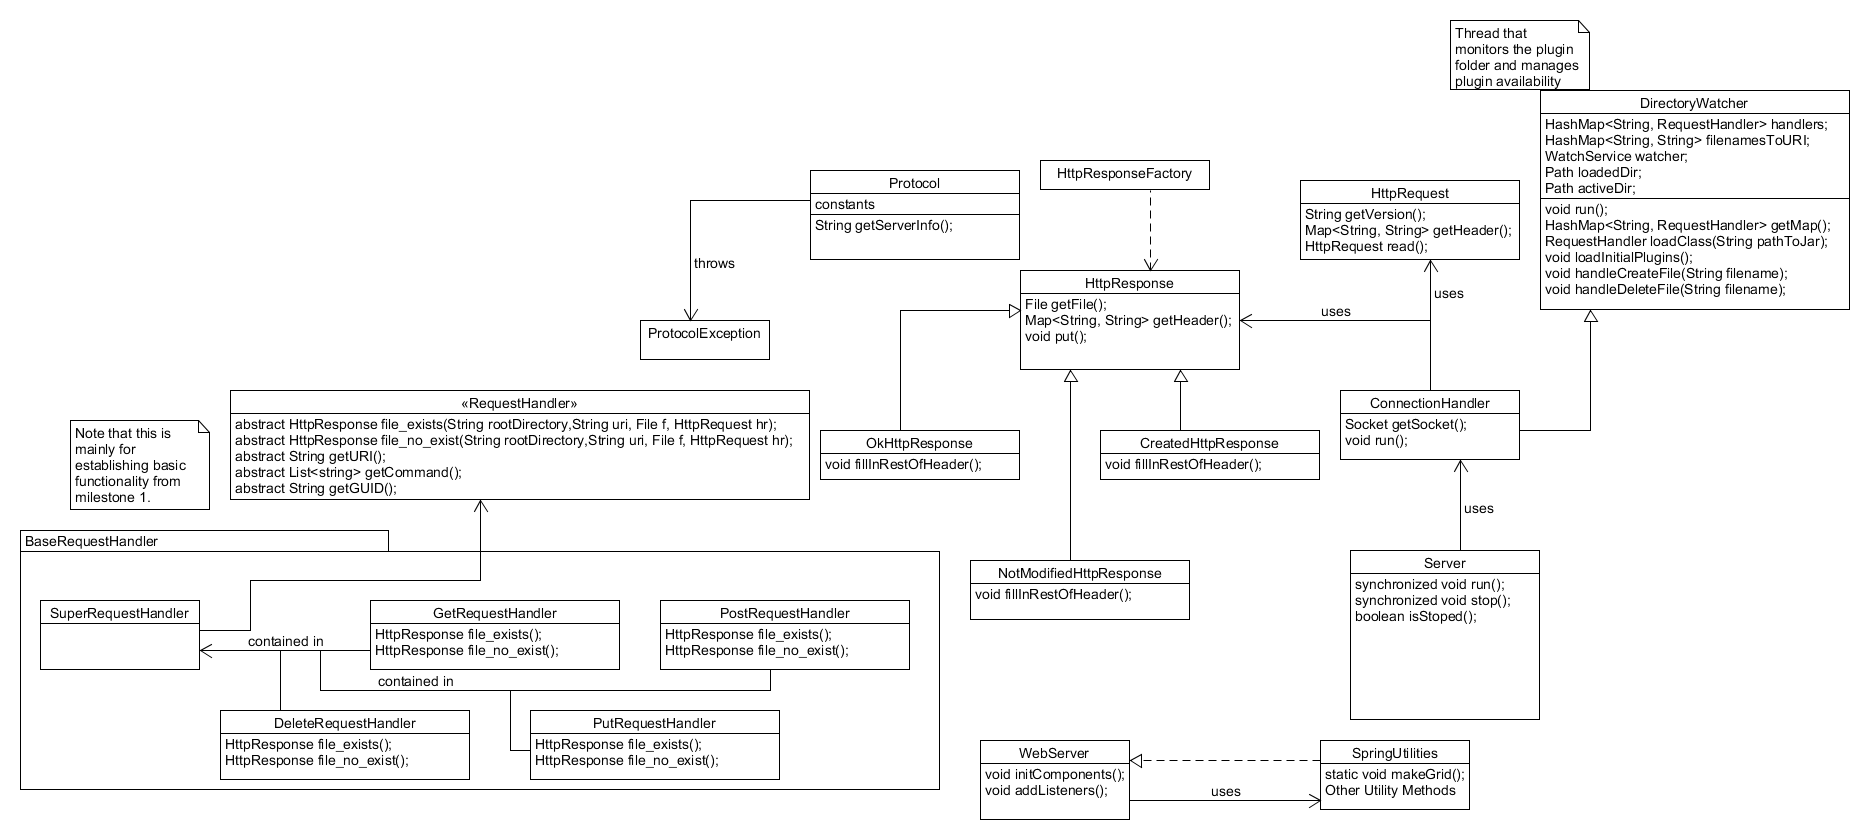 Thread that
monitors the plugin
folder and manages
plugin availability
DirectoryWatcher
HashMap<String, RequestHandler> handlers;
HashMap<String, String> filenamesToURI;
WatchService watcher;
Path loadedDir;
Path activeDir;
void run();
HashMap<String, RequestHandler> getMap();
RequestHandler loadClass(String pathToJar);
void loadInitialPlugins();
void handleCreateFile(String filename);
void handleDeleteFile(String filename);
HttpResponseFactory
Protocol
constants
String getServerInfo();
HttpRequest
String getVersion();
Map<String, String> getHeader();
HttpRequest read();
throws
uses
HttpResponse
File getFile();
Map<String, String> getHeader();
void put();
uses
ProtocolException
«RequestHandler»
abstract HttpResponse file_exists(String rootDirectory,String uri, File f, HttpRequest hr);
abstract HttpResponse file_no_exist(String rootDirectory,String uri, File f, HttpRequest hr);
abstract String getURI();
abstract List<string> getCommand();
abstract String getGUID();
Note that this is
mainly for
establishing basic
functionality from
milestone 1.
OkHttpResponse
void fillInRestOfHeader();
CreatedHttpResponse
void fillInRestOfHeader();
ConnectionHandler
Socket getSocket();
void run();
uses
BaseRequestHandler
SuperRequestHandler
GetRequestHandler
HttpResponse file_exists();
HttpResponse file_no_exist();
PostRequestHandler
HttpResponse file_exists();
HttpResponse file_no_exist();
contained in
contained in
DeleteRequestHandler
HttpResponse file_exists();
HttpResponse file_no_exist();
PutRequestHandler
HttpResponse file_exists();
HttpResponse file_no_exist();
NotModifiedHttpResponse
void fillInRestOfHeader();
Server
synchronized void run();
synchronized void stop();
boolean isStoped();
WebServer
void initComponents();
void addListeners();
uses
SpringUtilities
static void makeGrid();
Other Utility Methods